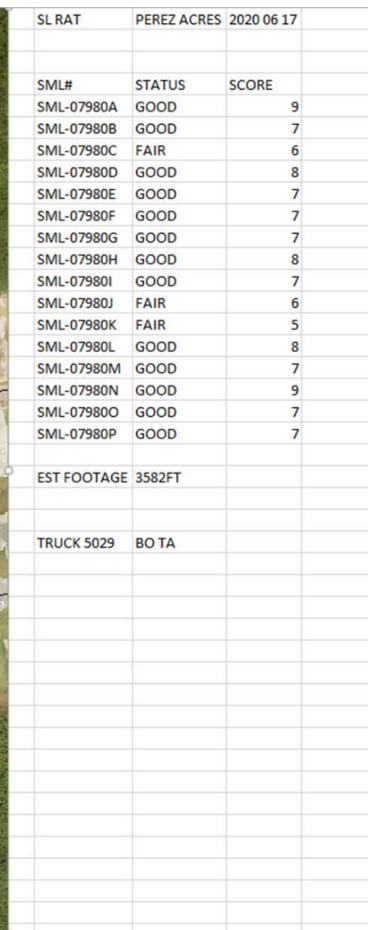 SL RAT PEREZ ACRES 2020 06 17
SML# STATUS SCORE
SML-07980A GOOD 9
SML-07980B GOOD 7
SML-07980C FAIR 6
SML-07980D GOOD 8
SML-07980E GOOD 7
SML-07980F GOOD 7
SML-07980G GOOD 7
SML-07980H GOOD 8
SML-07980I GOOD 7
SML-07980J FAIR 6
SML-07980K FAIR 5
SML-07980L GOOD 8
SML-07980M GOOD 7
SML-07980N GOOD 9
SML-07980O GOOD 7
SML-07980P GOOD 7
EST FOOTAGE 3582FT
TRUCK 5029 BO TA